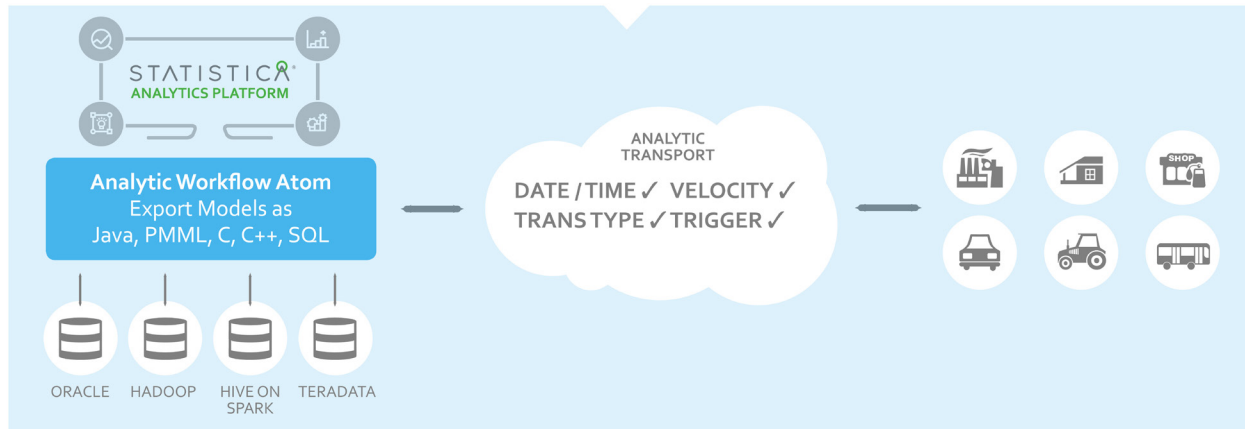 STATISTICA®
ANALYTICS PLATFORM
Analytic Workflow Atom
Export Models as
Java, PMML, C, C++, SQL
ORACLE
HADOOP
HIVE ON
SPARK
TERADATA
ANALYTIC
TRANSPORT
DATE / TIME ✓ VELOCITY ✓
TRANS TYPE ✓ TRIGGER ✓
SHOP